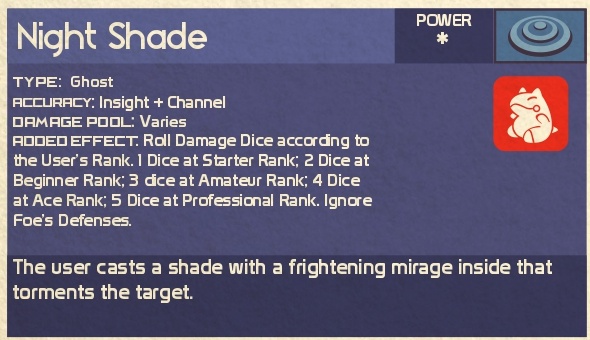 Night Shade
POWER
*
TYPE: Ghost
ACCURACY: Insight + Channel
DAMAGE POOL: Varies
ADDED EFFECT: Roll Damage Dice according to
the User's Rank. 1 Dice at Starter Rank; 2 Dice at
Beginner Rank; 3 dice at Amateur Rank; 4 Dice
at Ace Rank; 5 Dice at Professional Rank. Ignore
Foe's Defenses.
The user casts a shade with a frightening mirage inside that
torments the target.